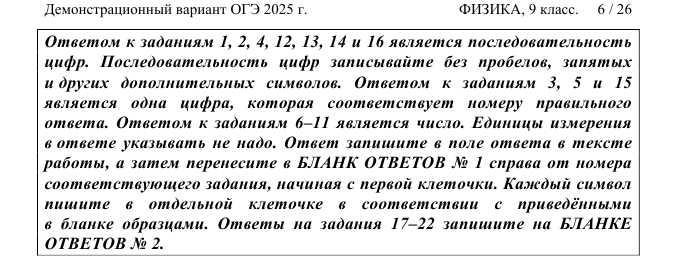 Демонстрационный вариант ОГЭ 2025 г. ФИЗИКА, 9 класс. 6 / 26
Ответом к заданиям 1, 2, 4, 12, 13, 14 и 16 является последовательность
цифр. Последовательность цифр записывайте без пробелов, запятых
и других дополнительных символов. Ответом к заданиям 3, 5 и 15
является одна цифра, которая соответствует номеру правильного
ответа. Ответом к заданиям 6–11 является число. Единицы измерения
в ответе указывать не надо. Ответ запишите в поле ответа в тексте
работы, а затем перенесите в БЛАНК ОТВЕТОВ № 1 справа от номера
соответствующего задания, начиная с первой клеточки. Каждый символ
пишите в отдельной клеточке в соответствии с приведёнными
в бланке образцами. Ответы на задания 17–22 запишите на БЛАНКЕ
ОТВЕТОВ № 2.